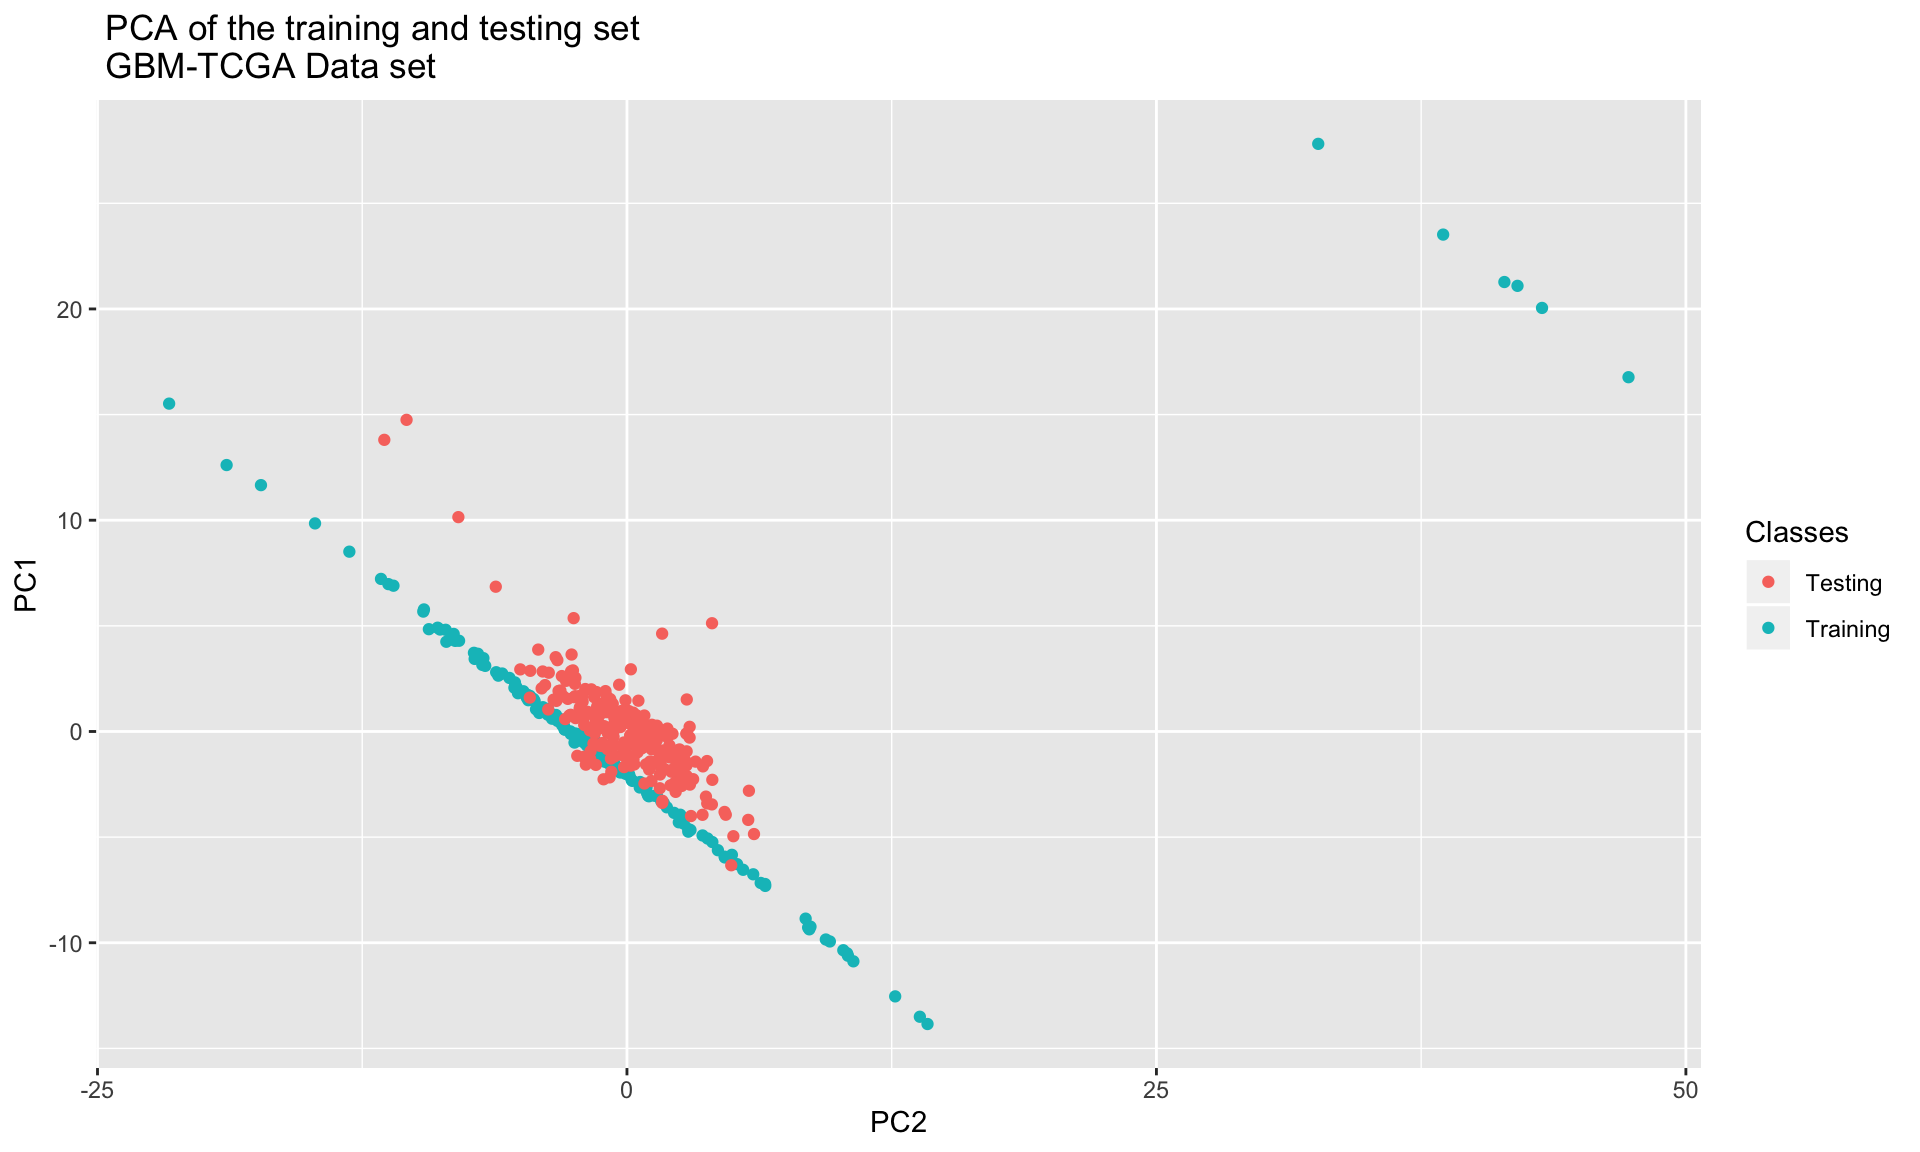 PCA of the training and testing set
GBM-TCGA Data set
PC1
20
10
0
-10
-25
0
25
50
PC2
Classes
Testing
Training